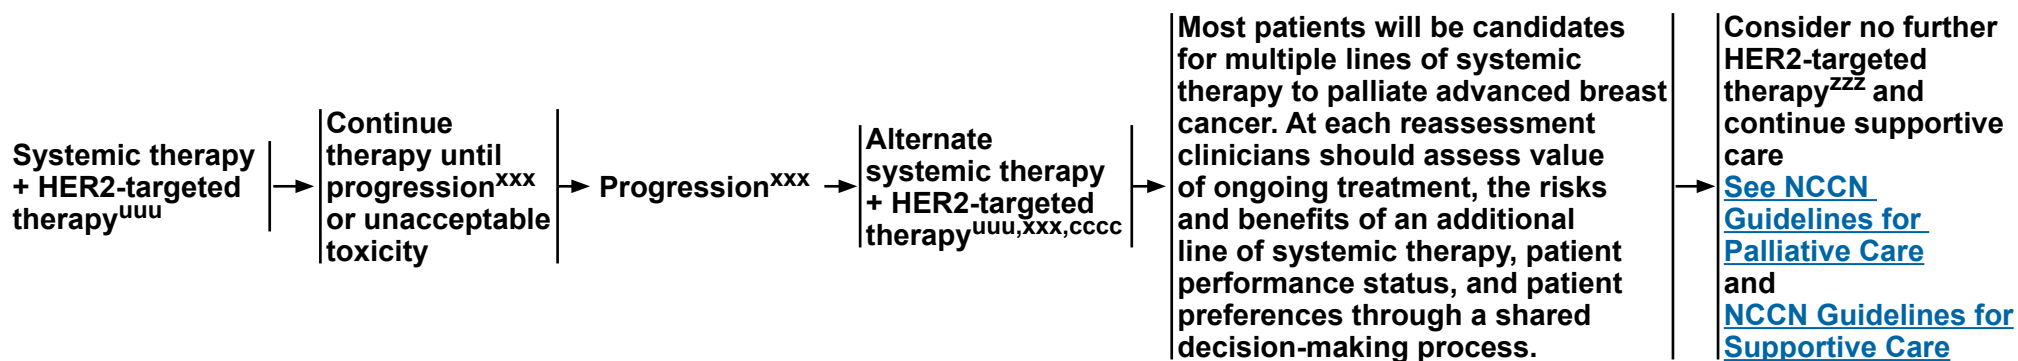 Systemic therapy
+ HER2-targeted
therapyuuu
Continue
therapy until
progressionxxx
or unacceptable
toxicity
Progressionxxx
Alternate
systemic therapy
+ HER2-targeted
therapyuuu,xxx,cccc
Most patients will be candidates
for multiple lines of systemic
therapy to palliate advanced breast
cancer. At each reassessment
clinicians should assess value
of ongoing treatment, the risks
and benefits of an additional
line of systemic therapy, patient
performance status, and patient
preferences through a shared
decision-making process.
Consider no further
HER2-targeted
therapyzzz and
continue supportive
care
See NCCN
Guidelines for
Palliative Care
and
NCCN Guidelines for
Supportive Care